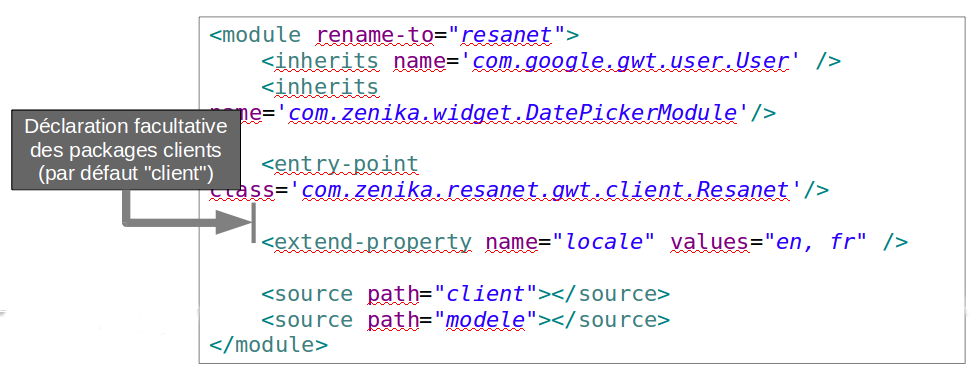 <module rename-to="resanet">
<inherits name='com.google.gwt.user.User' />
<inherits
name='com.zenika.widget.DatePickerModule'/>
Déclaration facultative
des packages clients
(par défaut "client")
<entry-point
class='com.zenika.resanet.gwt.client.Resanet'/>
<extend-property name="locale" values="en, fr" />
<source path="client"></source>
<source path="modele"></source>
</module>